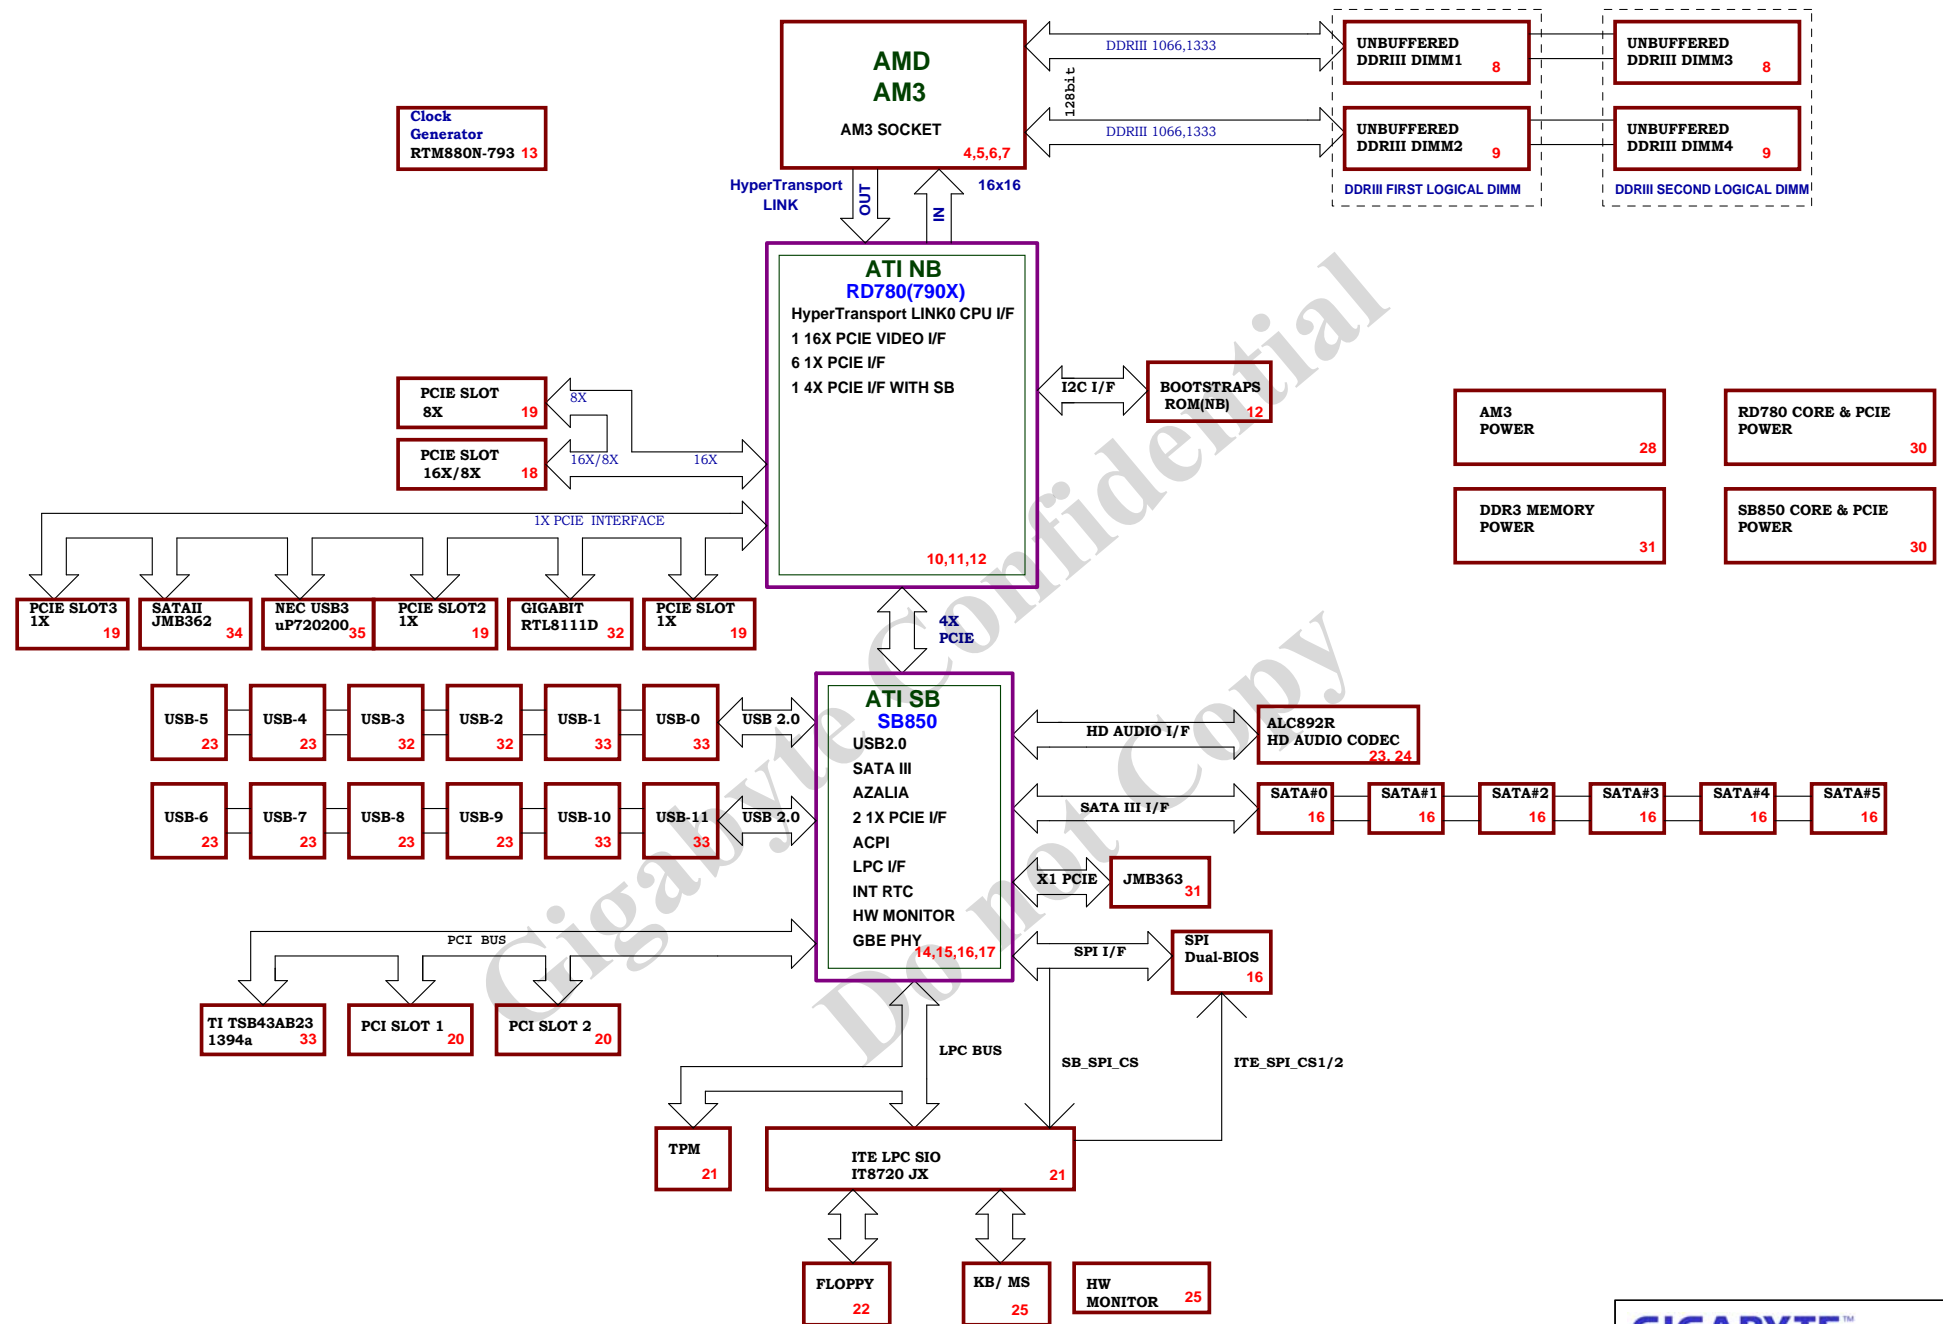 AMD
AM3
AM3 SOCKET
4,5,6,7
DDRIII 1066,1333
128bit
DDRIII 1066,1333
UNBUFFERED
DDRIII DIMM1
8
UNBUFFERED
DDRIII DIMM3
8
UNBUFFERED
DDRIII DIMM2
9
UNBUFFERED
DDRIII DIMM4
9
DDRIII FIRST LOGICAL DIMM
DDRIII SECOND LOGICAL DIMM
Clock
Generator
RTM880N-793 13
HyperTransport
LINK
OUT
IN
16x16
ATI NB
RD780(790X)
HyperTransport LINK0 CPU I/F
1 16X PCIE VIDEO I/F
6 1X PCIE I/F
1 4X PCIE I/F WITH SB
10,11,12
I2C I/F
BOOTSTRAPS
ROM(NB)
12
PCIE SLOT
8X
19
8X
PCIE SLOT
16X/8X
18
16X/8X
16X
1X PCIE INTERFACE
AM3
POWER
28
RD780 CORE & PCIE
POWER
30
DDR3 MEMORY
POWER
31
SB850 CORE & PCIE
POWER
30
PCIE SLOT3
1X
19
SATAII
JMB362
34
NEC USB3
uP720200
35
PCIE SLOT2
1X
19
GIGABIT
RTL8111D
32
PCIE SLOT
1X
19
4X
PCIE
ATI SB
SB850
USB2.0
SATA III
AZALIA
2 1X PCIE I/F
ACPI
LPC I/F
INT RTC
HW MONITOR
GBE PHY
14,15,16,17
USB-5
23
USB-4
23
USB-3
32
USB-2
32
USB-1
33
USB-0
33
USB 2.0
USB-6
23
USB-7
23
USB-8
23
USB-9
23
USB-10
33
USB-11
33
USB 2.0
HD AUDIO I/F
ALC892R
HD AUDIO CODEC
23, 24
SATA III I/F
SATA#0
16
SATA#1
16
SATA#2
16
SATA#3
16
SATA#4
16
SATA#5
16
X1 PCIE
JMB363
31
SPI I/F
SPI
Dual-BIOS
16
PCI BUS
TI TSB43AB23
1394a
33
PCI SLOT 1
20
PCI SLOT 2
20
LPC BUS
SB_SPI_CS
ITE_SPI_CS1/2
TPM
21
ITE LPC SIO
IT8720 JX
21
FLOPPY
22
KB/ MS
25
HW
MONITOR
25
Gigabyte Confidential
Do not Copy
GIGABYTE™